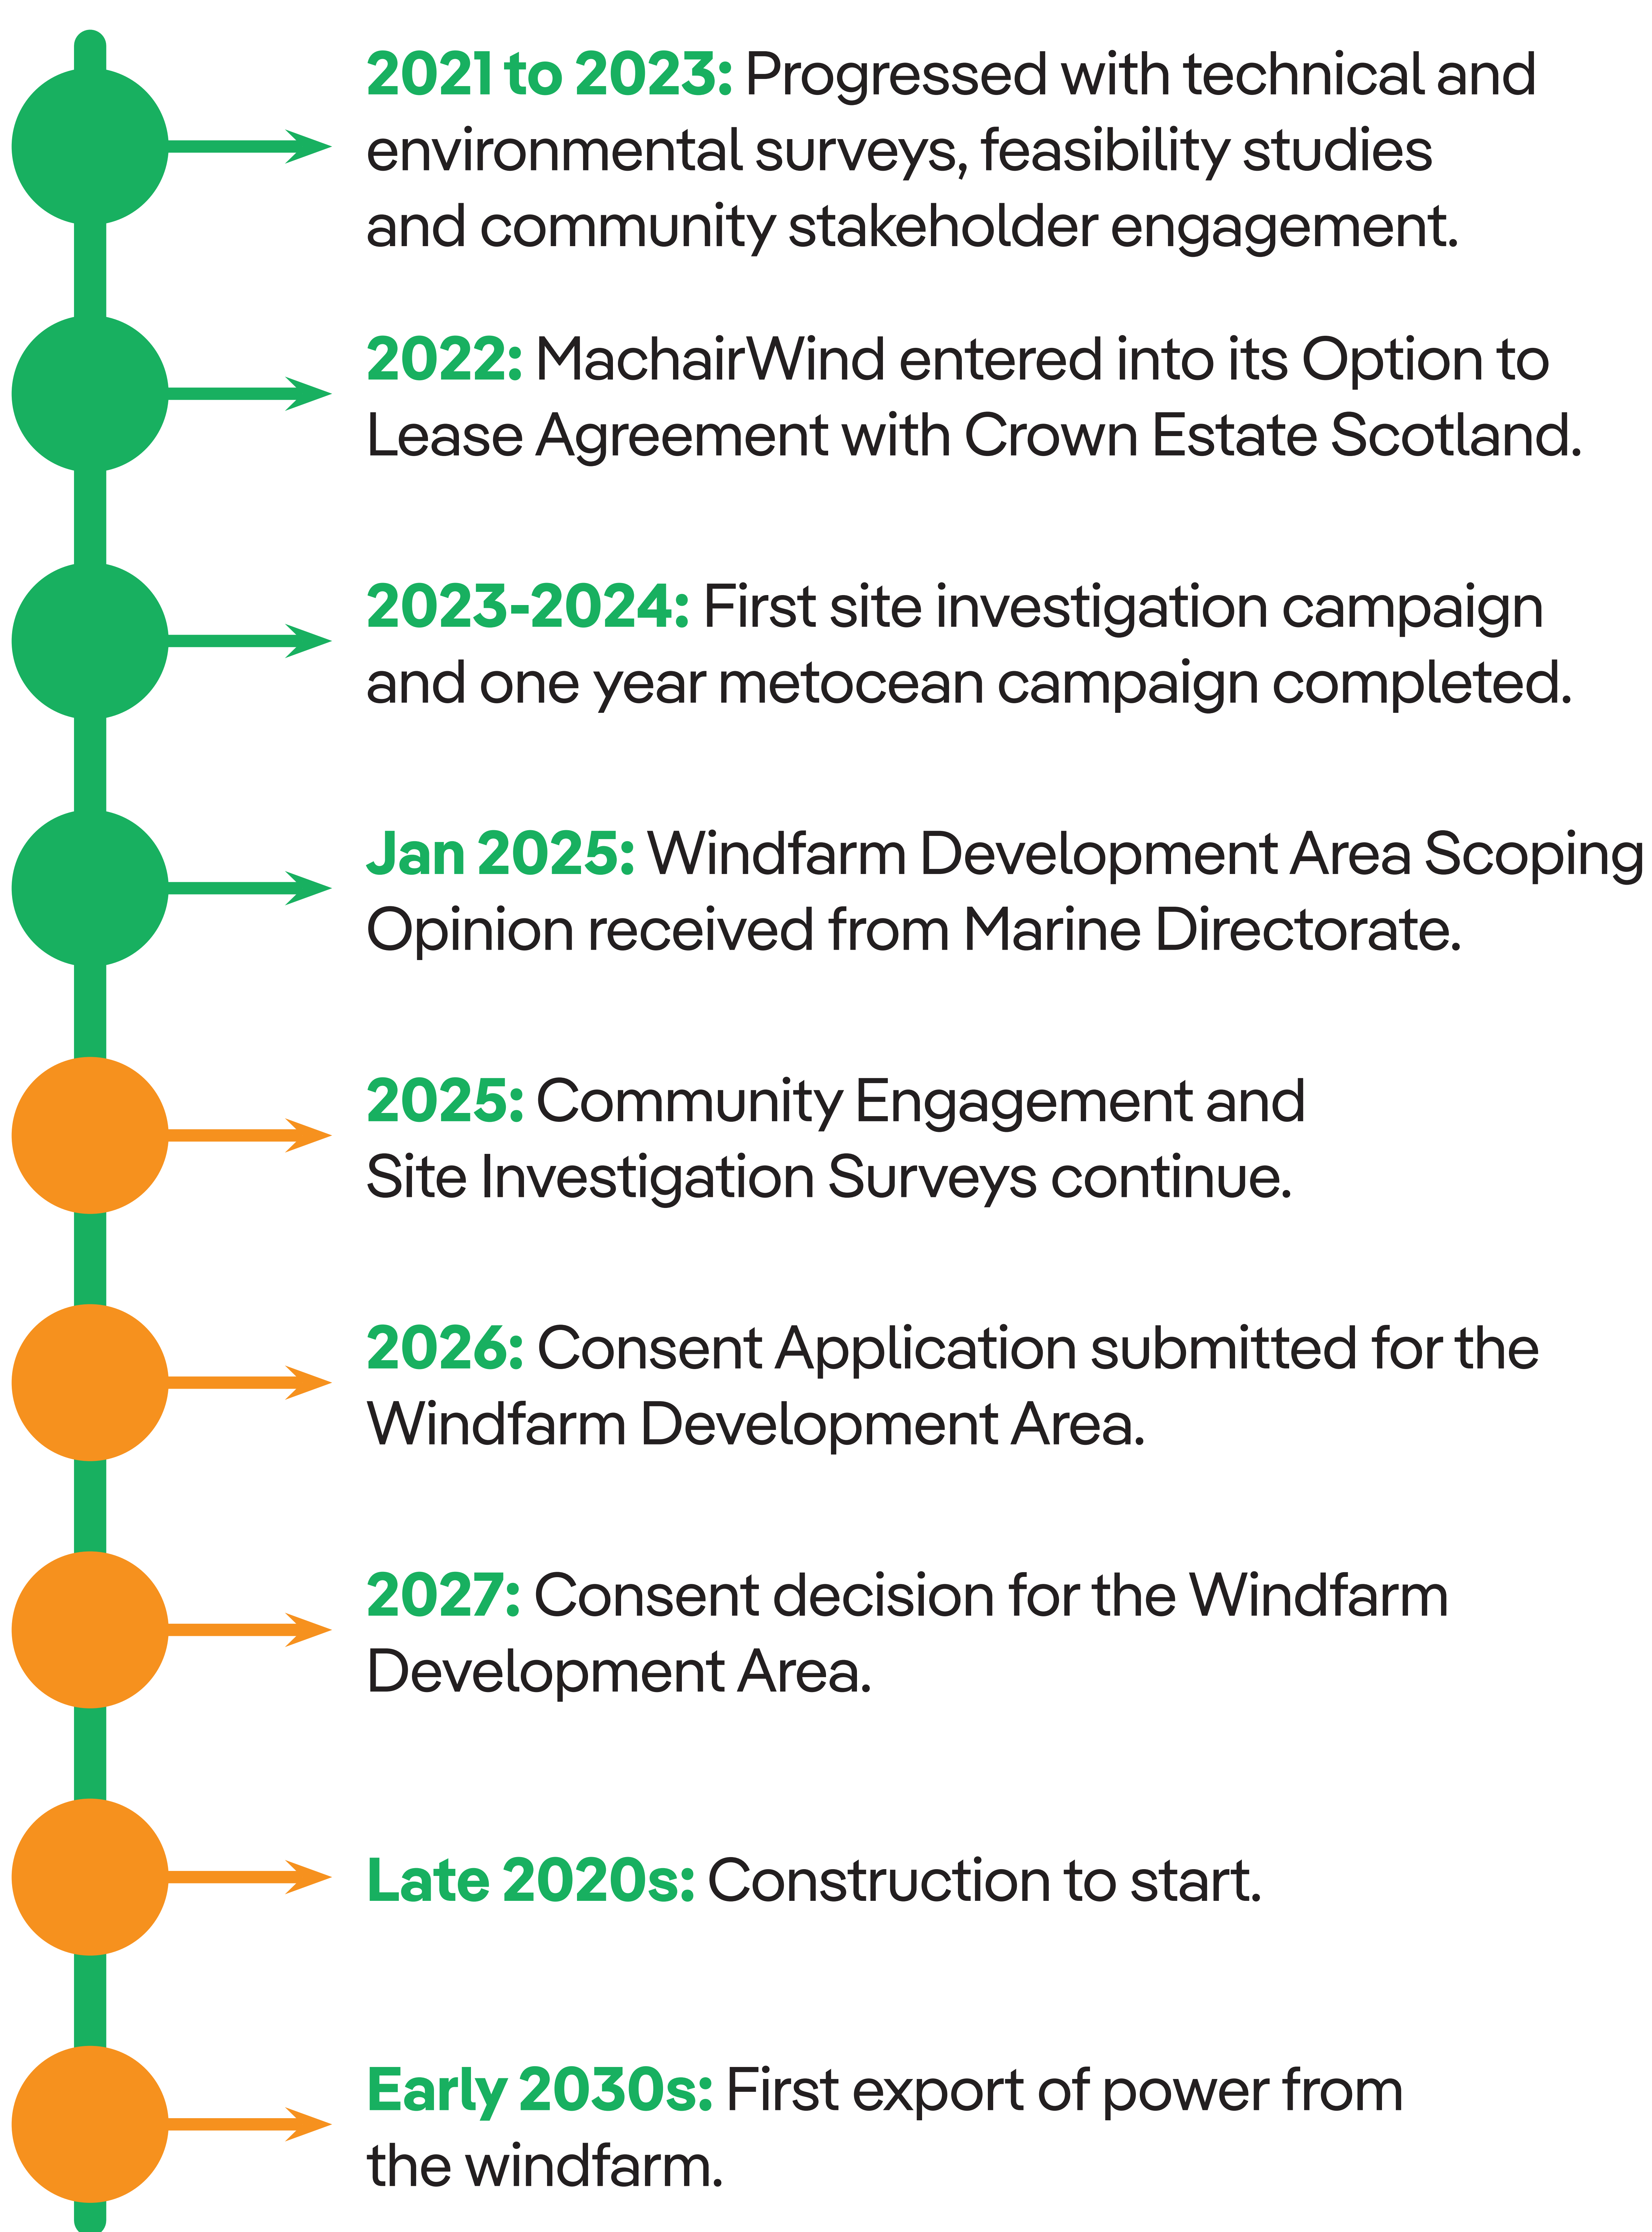 2021 to 2023: Progressed with technical and
environmental surveys, feasibility studies
and community stakeholder engagement.
2022: MachairWind entered into its Option to
Lease Agreement with Crown Estate Scotland.
2023-2024: First site investigation campaign
and one year metocean campaign completed.
Jan 2025: Windfarm Development Area Scoping
Opinion received from Marine Directorate.
2025: Community Engagement and
Site Investigation Surveys continue.
2026: Consent Application submitted for the
Windfarm Development Area.
2027: Consent decision for the Windfarm
Development Area.
Late 2020s: Construction to start.
Early 2030s: First export of power from
the windfarm.